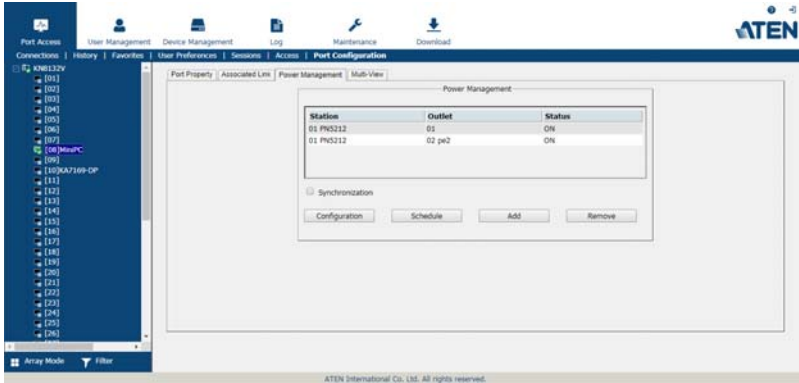 ATEN
Port Access User Management Device Management Log Maintenance Download
Connections | History | Favorites | User Preferences | Sessions | Access | Port Configuration
KN8132V
[01]
[02]
[03]
[04]
[05]
[06]
[07]
[08]MiniPC
[09]
[10]KA7169-DP
[11]
[12]
[13]
[14]
[15]
[16]
[17]
[18]
[19]
[20]
[21]
[22]
[23]
[24]
[25]
[26]
Array Mode Filter
Port Property Associated Link Power Management Multi-View
Power Management
Station Outlet Status
01 PN5212 01 ON
01 PN5212 02 pe2 ON
Synchronization
Configuration Schedule Add Remove
ATEN International Co. Ltd. All rights reserved.